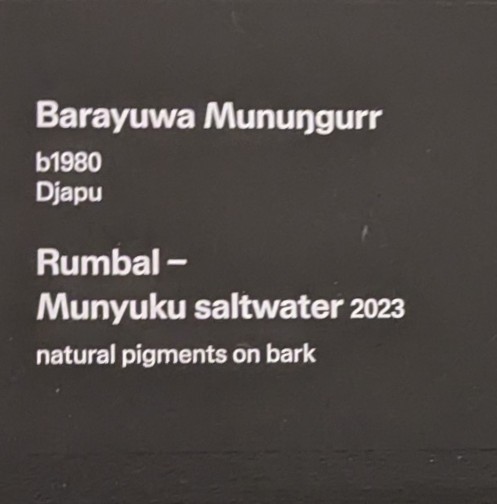 Barayuwa Munuŋgurr
b1980
Djapu
Rumbal –
Munyuku saltwater 2023
natural pigments on bark